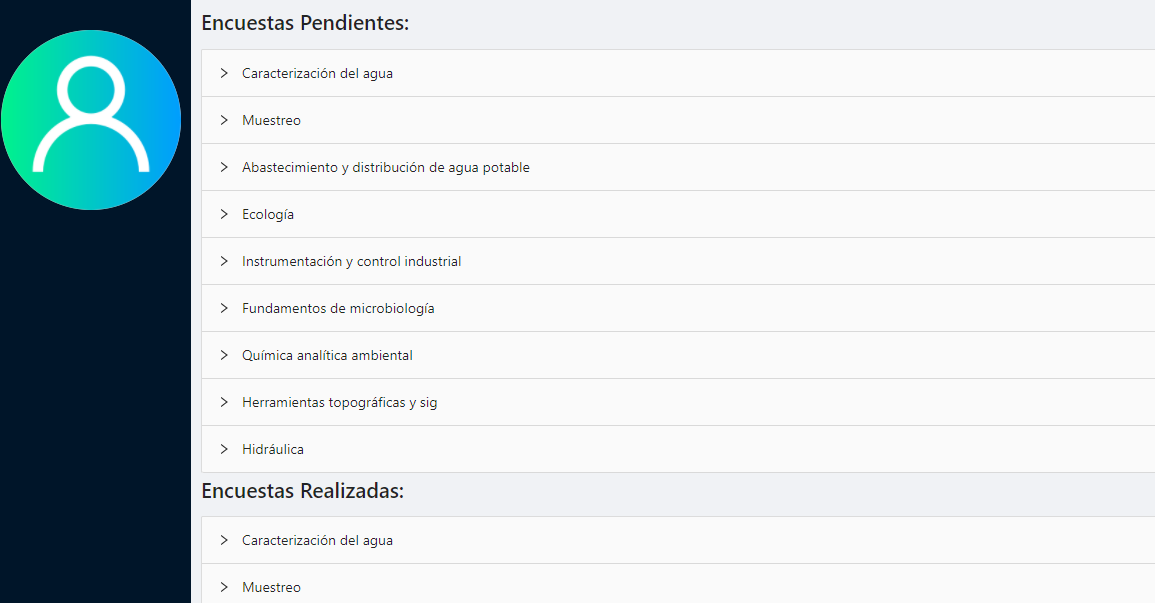 Encuestas Pendientes:
Caracterización del agua
Muestreo
Abastecimiento y distribución de agua potable
Ecología
Instrumentación y control industrial
Fundamentos de microbiología
Química analítica ambiental
Herramientas topográficas y sig
Hidráulica
Encuestas Realizadas:
Caracterización del agua
Muestreo